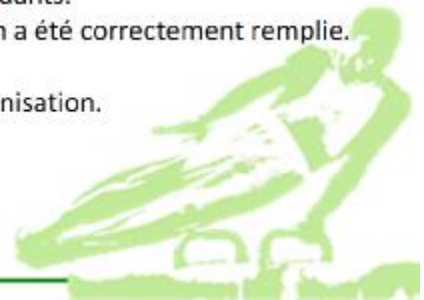 a été correctement remplie.
nisation.